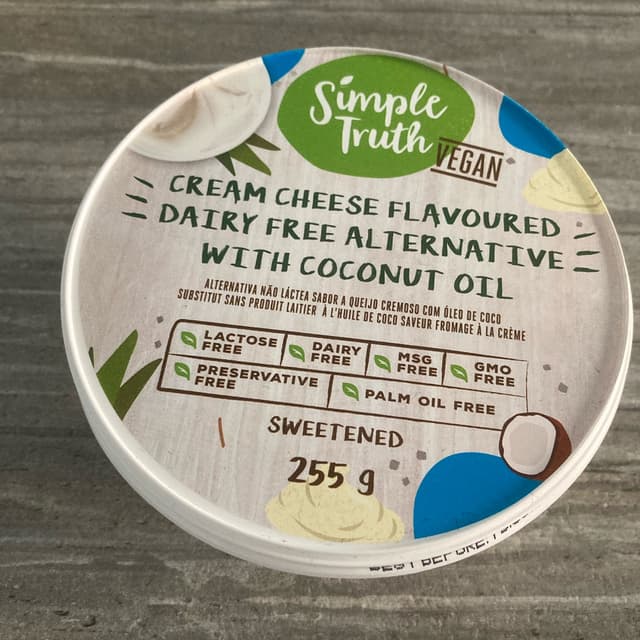 Simple
Truth
VEGAN
CREAM CHEESE FLAVOURED
DAIRY FREE ALTERNATIVE
WITH COCONUT OIL
ALTERNATIVA NÃO LÁCTEA SABOR A QUEIJO CREMOSO COM ÓLEO DE COCO
SUBSTITUT SANS PRODUIT LAITIER À L'HUILE DE COCO SAVEUR FROMAGE À LA CRÈME
LACTOSE FREE
DAIRY FREE
MSG FREE
GMO FREE
PRESERVATIVE FREE
PALM OIL FREE
SWEETENED
255 g
BEST BEFORE